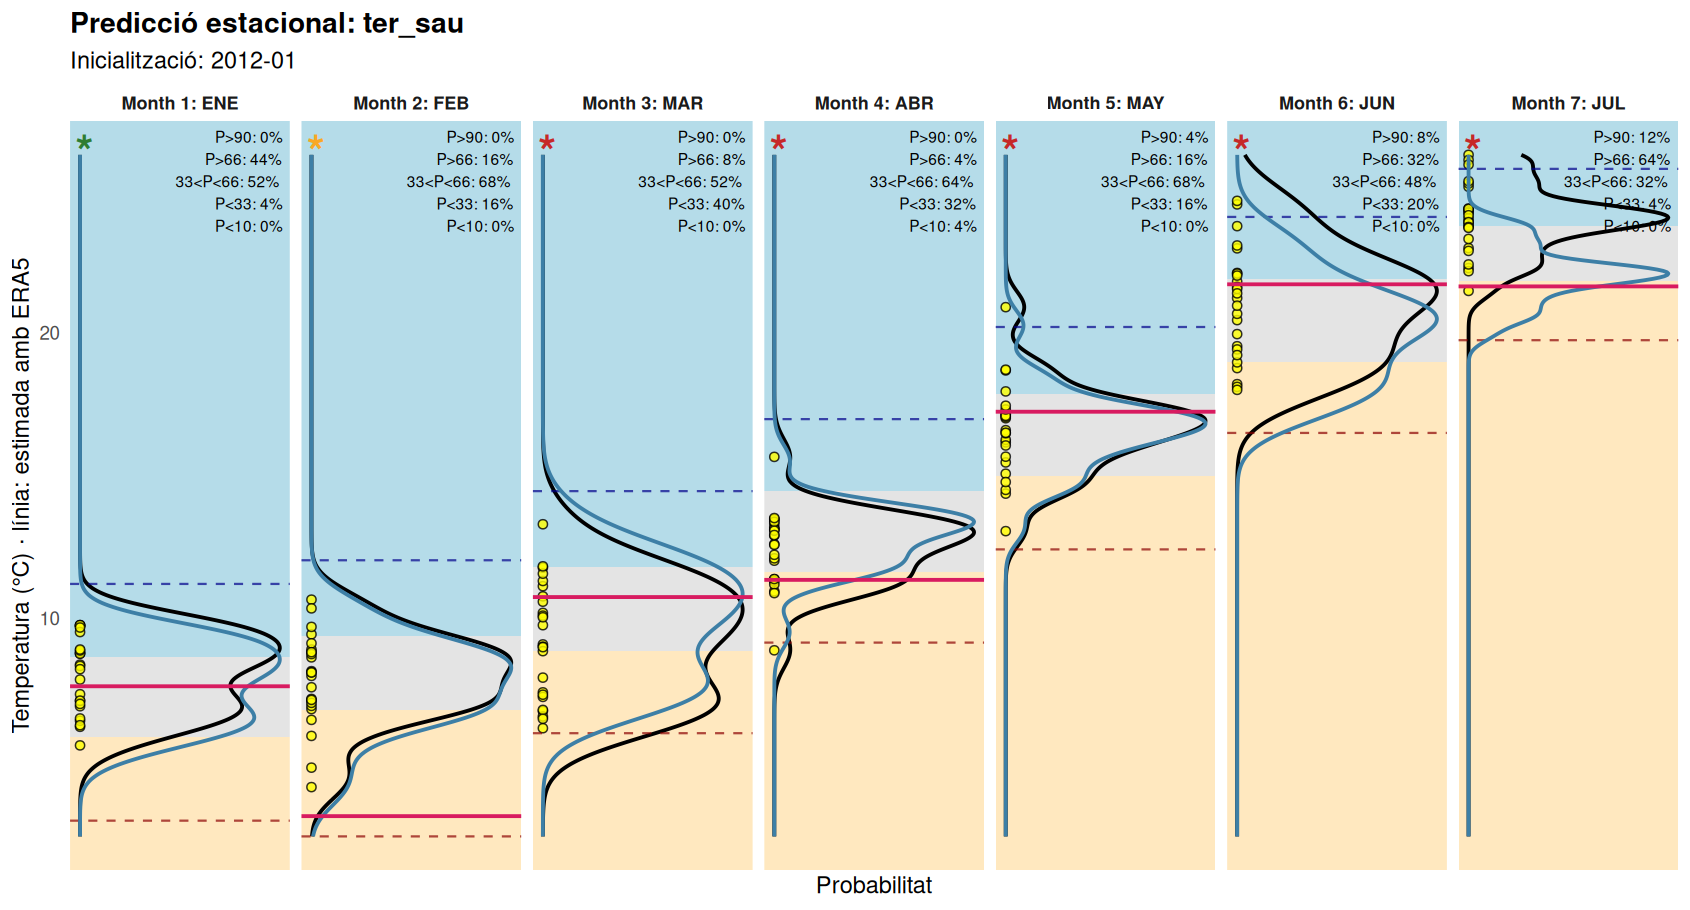 Predicció estacional: ter_sau
Inicialització: 2012-01
Month 1: ENE
Month 2: FEB
Month 3: MAR
Month 4: ABR
Month 5: MAY
Month 6: JUN
Month 7: JUL
*
P>90: 0%
P>66: 44%
33<P<66: 52%
P<33: 4%
P<10: 0%
*
P>90: 0%
P>66: 16%
33<P<66: 68%
P<33: 16%
P<10: 0%
*
P>90: 0%
P>66: 8%
33<P<66: 52%
P<33: 40%
P<10: 0%
*
P>90: 0%
P>66: 4%
33<P<66: 64%
P<33: 32%
P<10: 4%
*
P>90: 4%
P>66: 16%
33<P<66: 68%
P<33: 16%
P<10: 0%
*
P>90: 8%
P>66: 32%
33<P<66: 48%
P<33: 20%
P<10: 0%
*
P>90: 12%
P>66: 64%
33<P<66: 32%
P<33: 4%
P<10: 0%
Temperatura (°C) · línia: estimada amb ERA5
20
10
Probabilitat